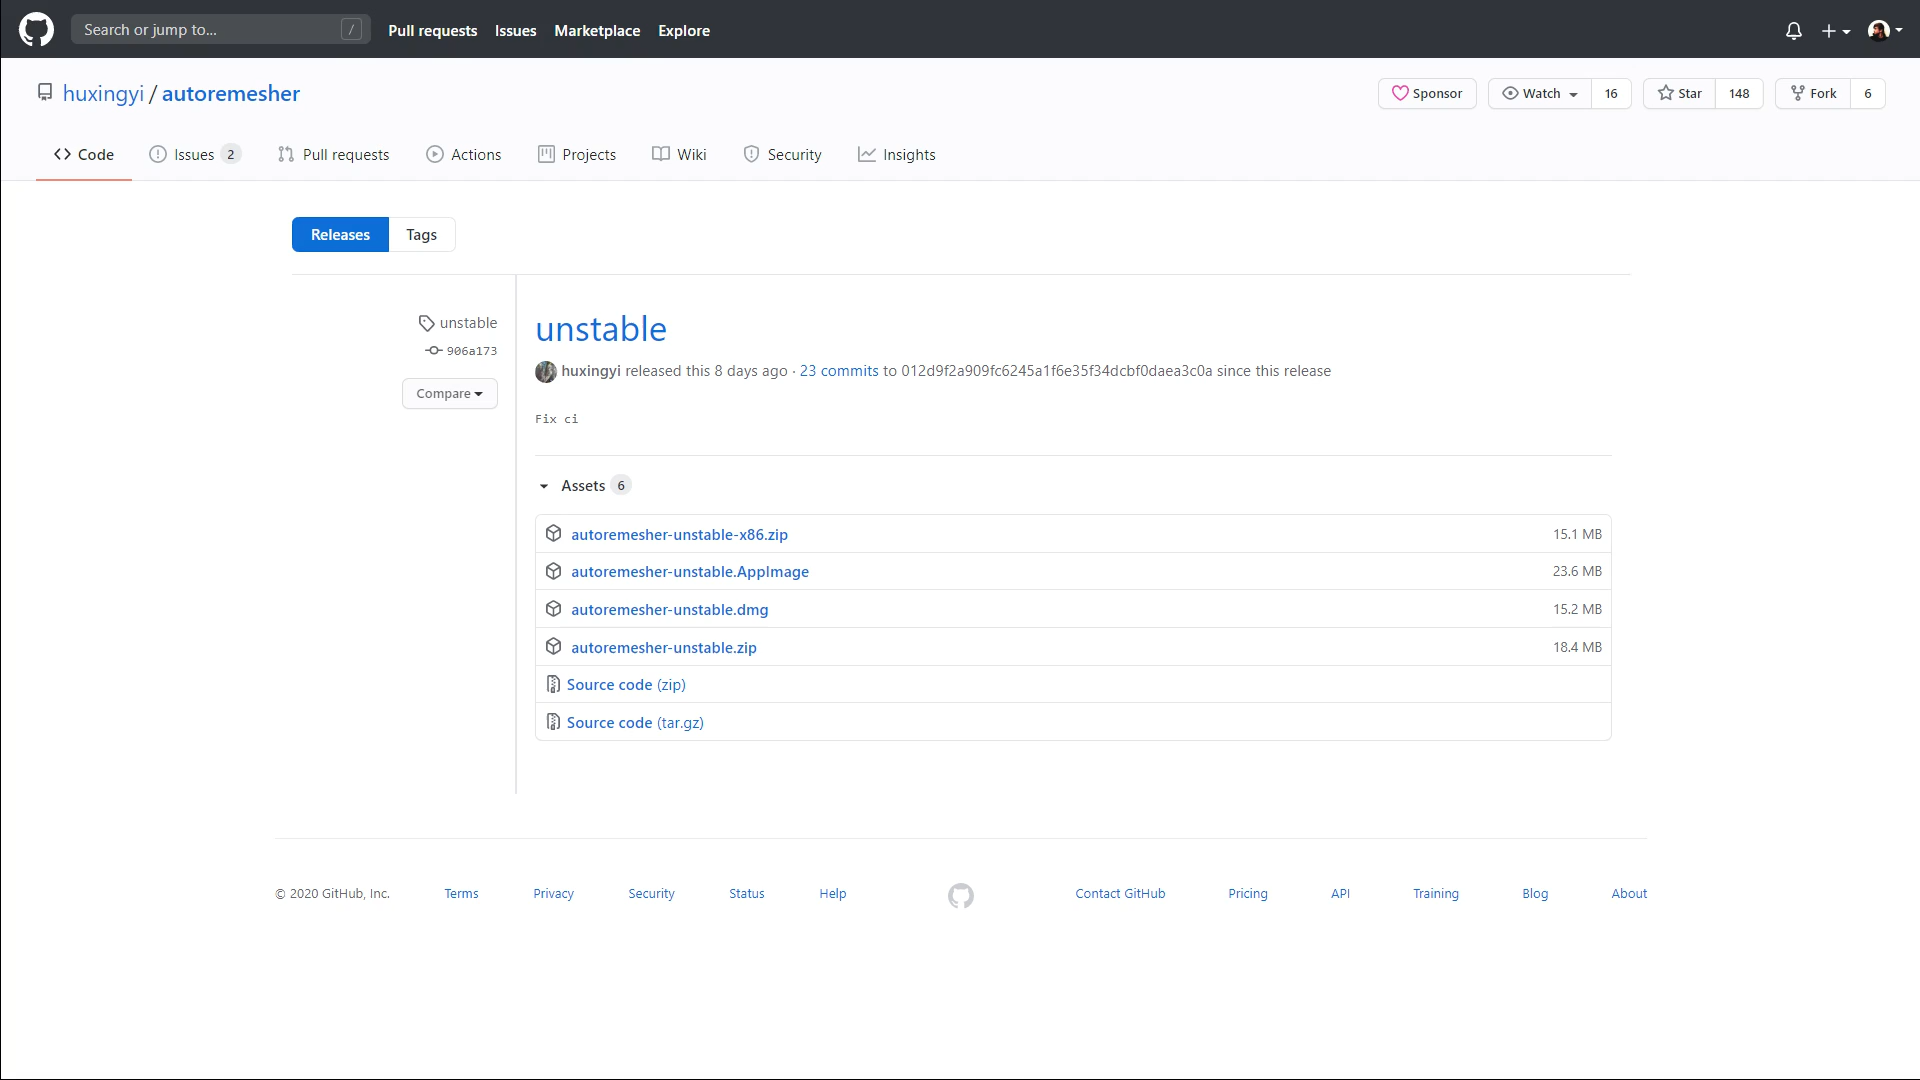 Search or jump to... /
Pull requests Issues Marketplace Explore
huxingyi / autoremesher
Sponsor Watch 16 Star 148 Fork 6
Code Issues 2 Pull requests Actions Projects Wiki Security Insights
Releases Tags
unstable
906a173
Compare
unstable
huxingyi released this 8 days ago · 23 commits to 012d9f2a909fc6245a1f6e35f34dcbf0daea3c0a since this release
Fix ci
Assets 6
autoremesher-unstable-x86.zip 15.1 MB
autoremesher-unstable.AppImage 23.6 MB
autoremesher-unstable.dmg 15.2 MB
autoremesher-unstable.zip 18.4 MB
Source code (zip)
Source code (tar.gz)
© 2020 GitHub, Inc. Terms Privacy Security Status Help Contact GitHub Pricing API Training Blog About